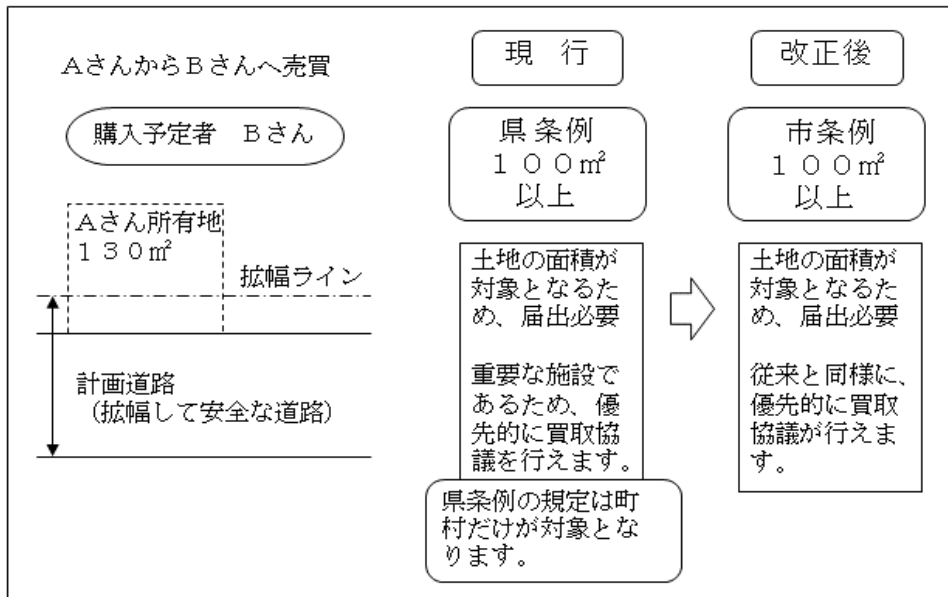 AさんからBさんへ売買
購入予定者　Bさん
Aさん所有地
１３０㎡
拡幅ライン
計画道路
（拡幅して安全な道路）
現　行
県条例
１００㎡
以上
土地の面積が
対象となるた
め、届出必要
重要な施設で
あるため、優
先的に買取協
議を行えます。
県条例の規定は町
村だけが対象とな
ります。
改正後
市条例
１００㎡
以上
土地の面積が
対象となるた
め、届出必要
従来と同様に、
優先的に買取
協議が行えま
す。